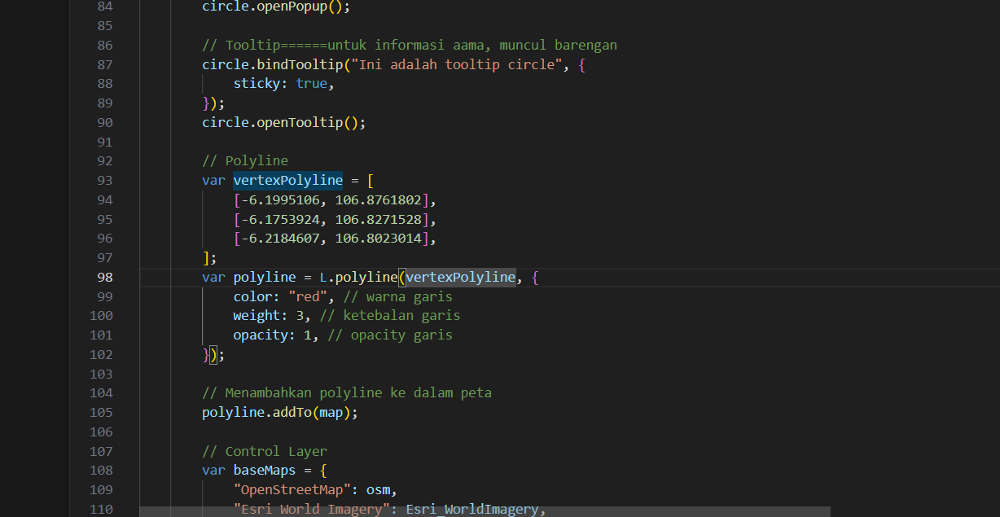 84 circle.openPopup();
85
86 // Tooltip======untuk informasi aama, muncul barengan
87 circle.bindTooltip("Ini adalah tooltip circle", {
88 sticky: true,
89 });
90 circle.openTooltip();
91
92 // Polyline
93 var vertexPolyline = [
94 [-6.1995106, 106.8761802],
95 [-6.1753924, 106.8271528],
96 [-6.2184607, 106.8023014],
97 ];
98 var polyline = L.polyline(vertexPolyline, {
99 color: "red", // warna garis
100 weight: 3, // ketebalan garis
101 opacity: 1, // opacity garis
102 });
103
104 // Menambahkan polyline ke dalam peta
105 polyline.addTo(map);
106
107 // Control Layer
108 var baseMaps = {
109 "OpenStreetMap": osm,
110 "Esri World Imagery": Esri_WorldImagery,